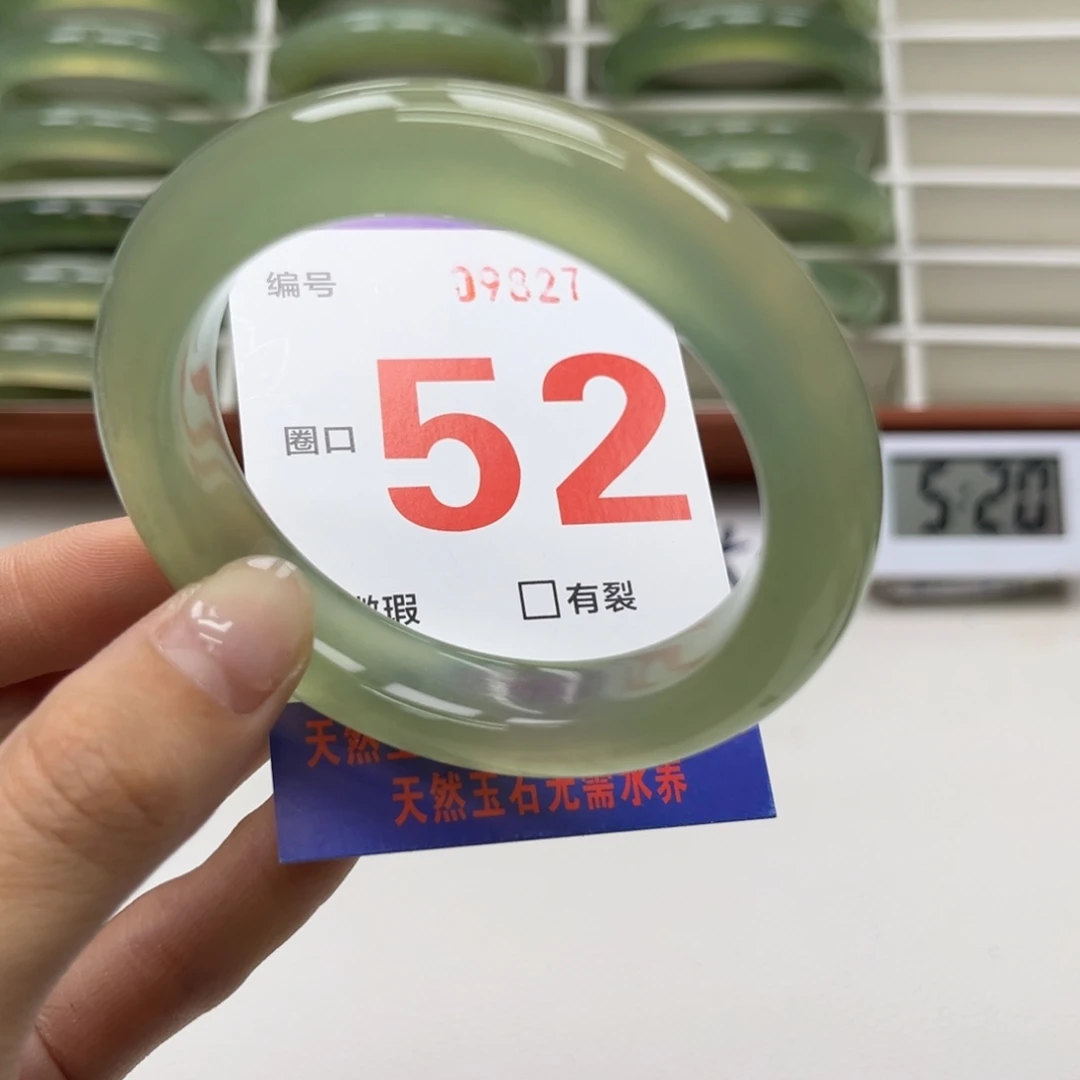 编号 09827
圈口 52
瑕 □有裂
5:20
天然
天然玉石无需水养